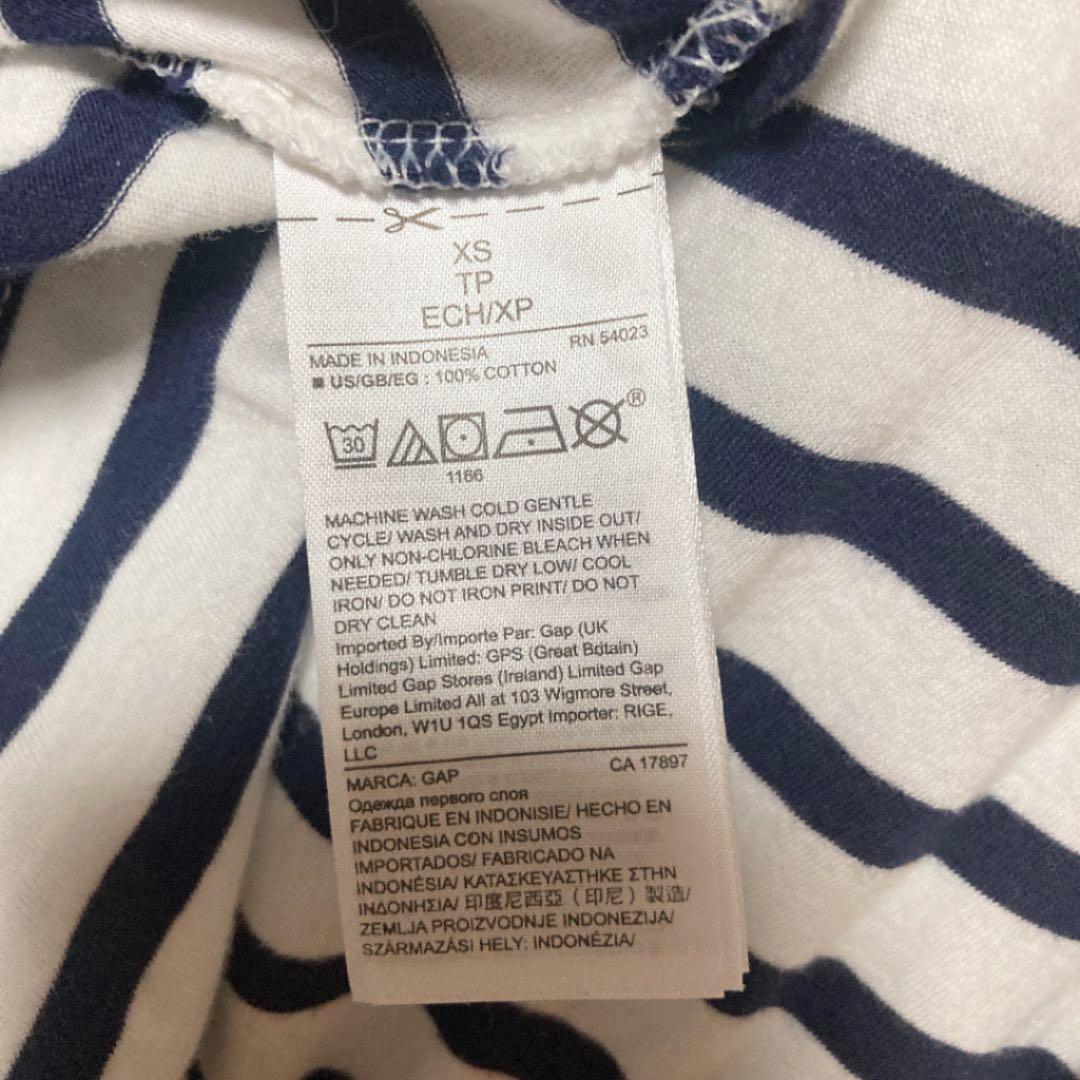 XS
TP
ECH/XP
RN 54023
MADE IN INDONESIA
US/GB/EG : 100% COTTON
30
®
1166
MACHINE WASH COLD GENTLE
CYCLE/ WASH AND DRY INSIDE OUT/
ONLY NON-CHLORINE BLEACH WHEN
NEEDED/ TUMBLE DRY LOW/ COOL
IRON/ DO NOT IRON PRINT/ DO NOT
DRY CLEAN
Imported By/Importe Par: Gap (UK
Holdings) Limited: GPS (Great Britain)
Limited Gap Stores (Ireland) Limited Gap
Europe Limited All at 103 Wigmore Street,
London, W1U 1QS Egypt Importer: RIGE,
LLC
MARCA: GAP CA 17897
Одежда первого слоя
FABRIQUE EN INDONISIE/ HECHO EN
INDONESIA CON INSUMOS
IMPORTADOS/ FABRICADO NA
INDONÉSIA/ ΚΑΤΑΣΚΕΥΑΣΤΗΚΕ ΣΤΗΝ
ΙΝΔΟΝΗΣΙΑ/ 印度尼西亞（印尼）製造/
ZEMLJA PROIZVODNJE INDONEZIJA/
SZÁRMAZÁSI HELY: INDONÉZIA/